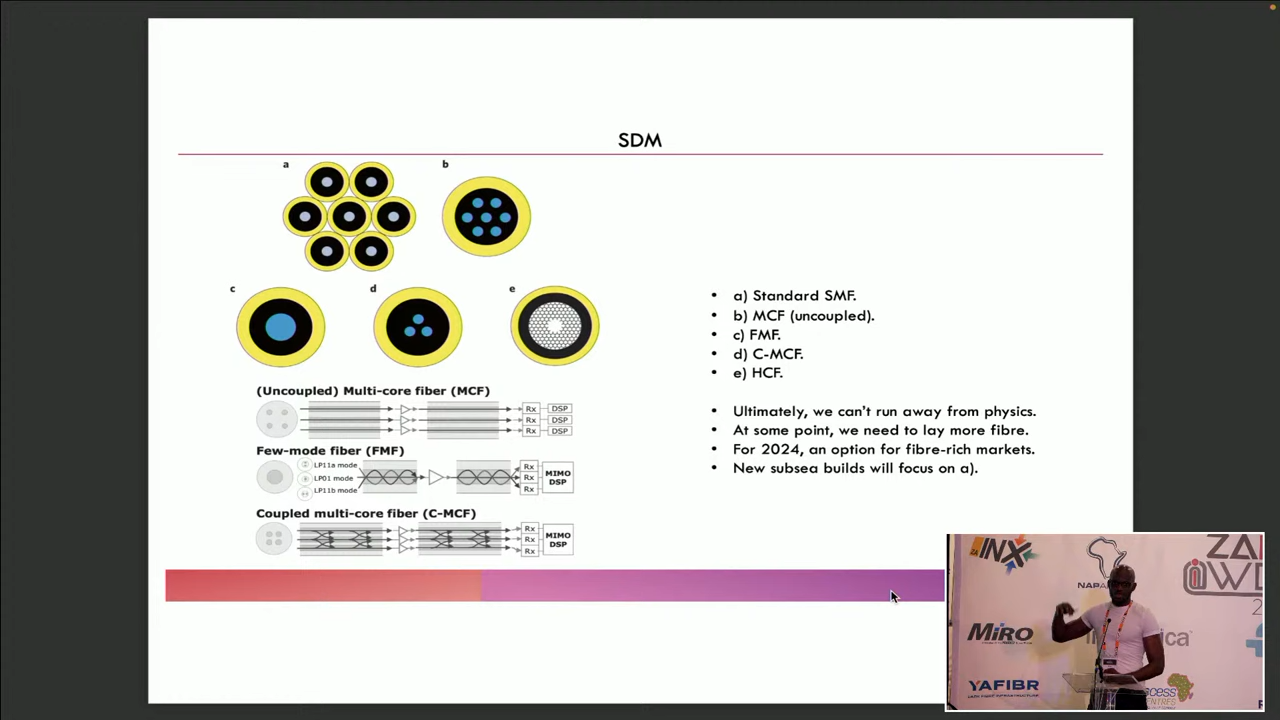 SDM
a
b
c
d
e
• a) Standard SMF.
• b) MCF (uncoupled).
• c) FMF.
• d) C-MCF.
• e) HCF.
• Ultimately, we can't run away from physics.
• At some point, we need to lay more fibre.
• For 2024, an option for fibre-rich markets.
• New subsea builds will focus on a).
(Uncoupled) Multi-core fiber (MCF)
Rx DSP
Rx DSP
Rx DSP
Few-mode fiber (FMF)
LP11a mode
LP01 mode
LP11b mode
Rx
Rx
Rx
MIMO
DSP
Coupled multi-core fiber (C-MCF)
Rx
Rx
Rx
MIMO
DSP
ZA
INX
NAPA
MiRO
YAFIBR